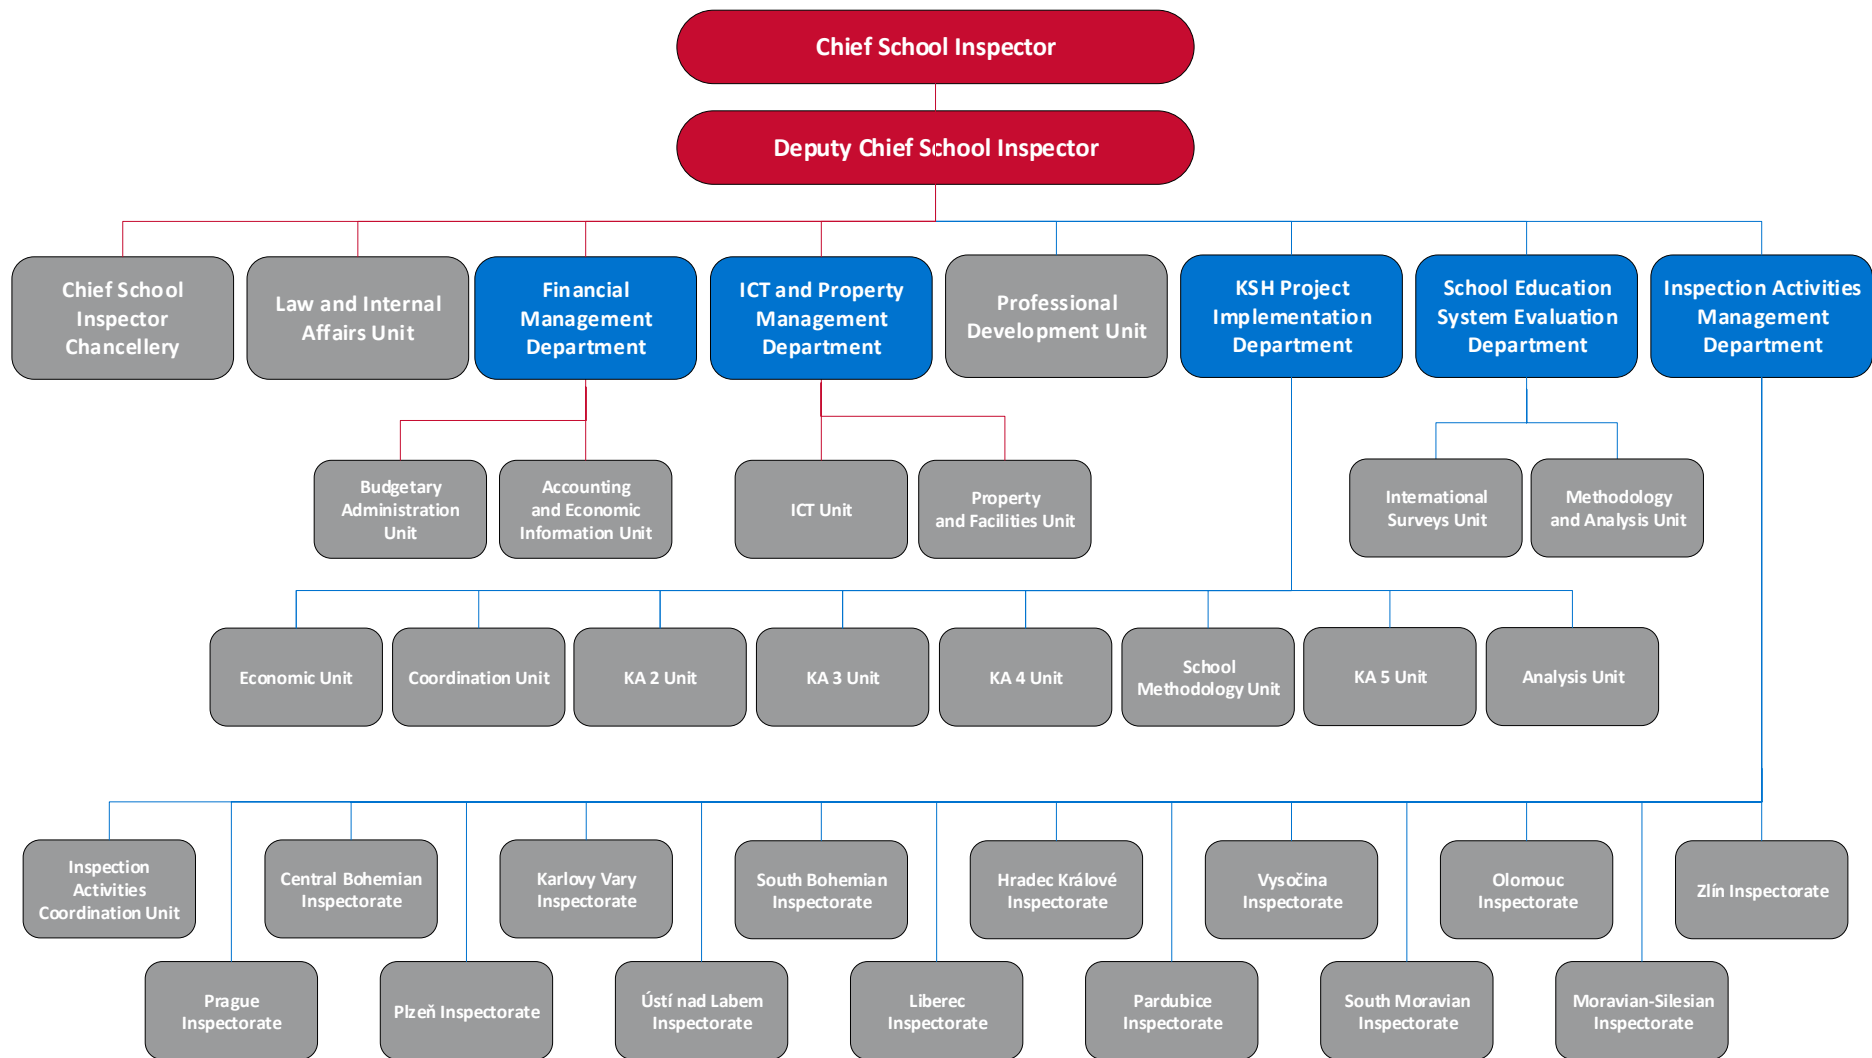 Chief School Inspector
Deputy Chief School Inspector
Chief School
Inspector
Chancellery
Law and Internal
Affairs Unit
Financial
Management
Department
ICT and Property
Management
Department
Professional
Development Unit
KSH Project
Implementation
Department
School Education
System Evaluation
Department
Inspection Activities
Management
Department
Budgetary
Administration
Unit
Accounting
and Economic
Information Unit
ICT Unit
Property
and Facilities Unit
International
Surveys Unit
Methodology
and Analysis Unit
Economic Unit
Coordination Unit
KA 2 Unit
KA 3 Unit
KA 4 Unit
School
Methodology Unit
KA 5 Unit
Analysis Unit
Inspection
Activities
Coordination Unit
Central Bohemian
Inspectorate
Karlovy Vary
Inspectorate
South Bohemian
Inspectorate
Hradec Králové
Inspectorate
Vysočina
Inspectorate
Olomouc
Inspectorate
Zlín Inspectorate
Prague
Inspectorate
Plzeň Inspectorate
Ústí nad Labem
Inspectorate
Liberec
Inspectorate
Pardubice
Inspectorate
South Moravian
Inspectorate
Moravian-Silesian
Inspectorate